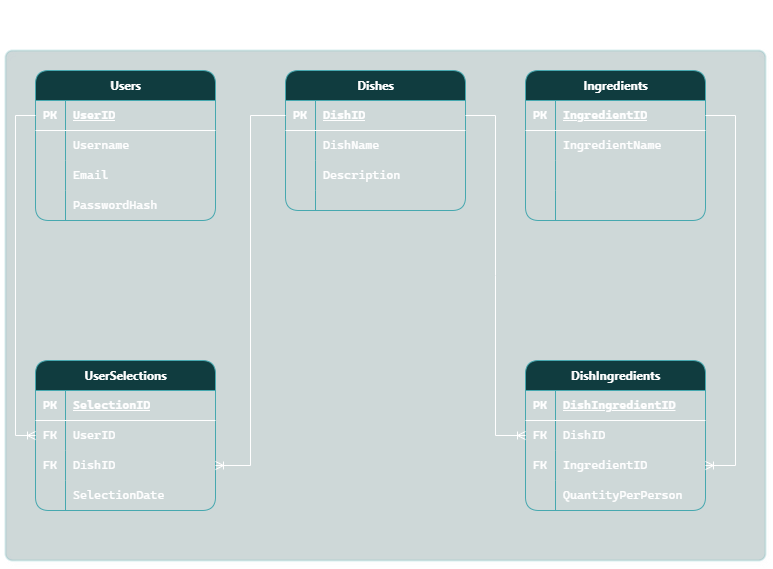 Users
PK UserID
Username
Email
PasswordHash
Dishes
PK DishID
DishName
Description
Ingredients
PK IngredientID
IngredientName
UserSelections
PK SelectionID
FK UserID
FK DishID
SelectionDate
DishIngredients
PK DishIngredientID
FK DishID
FK IngredientID
QuantityPerPerson